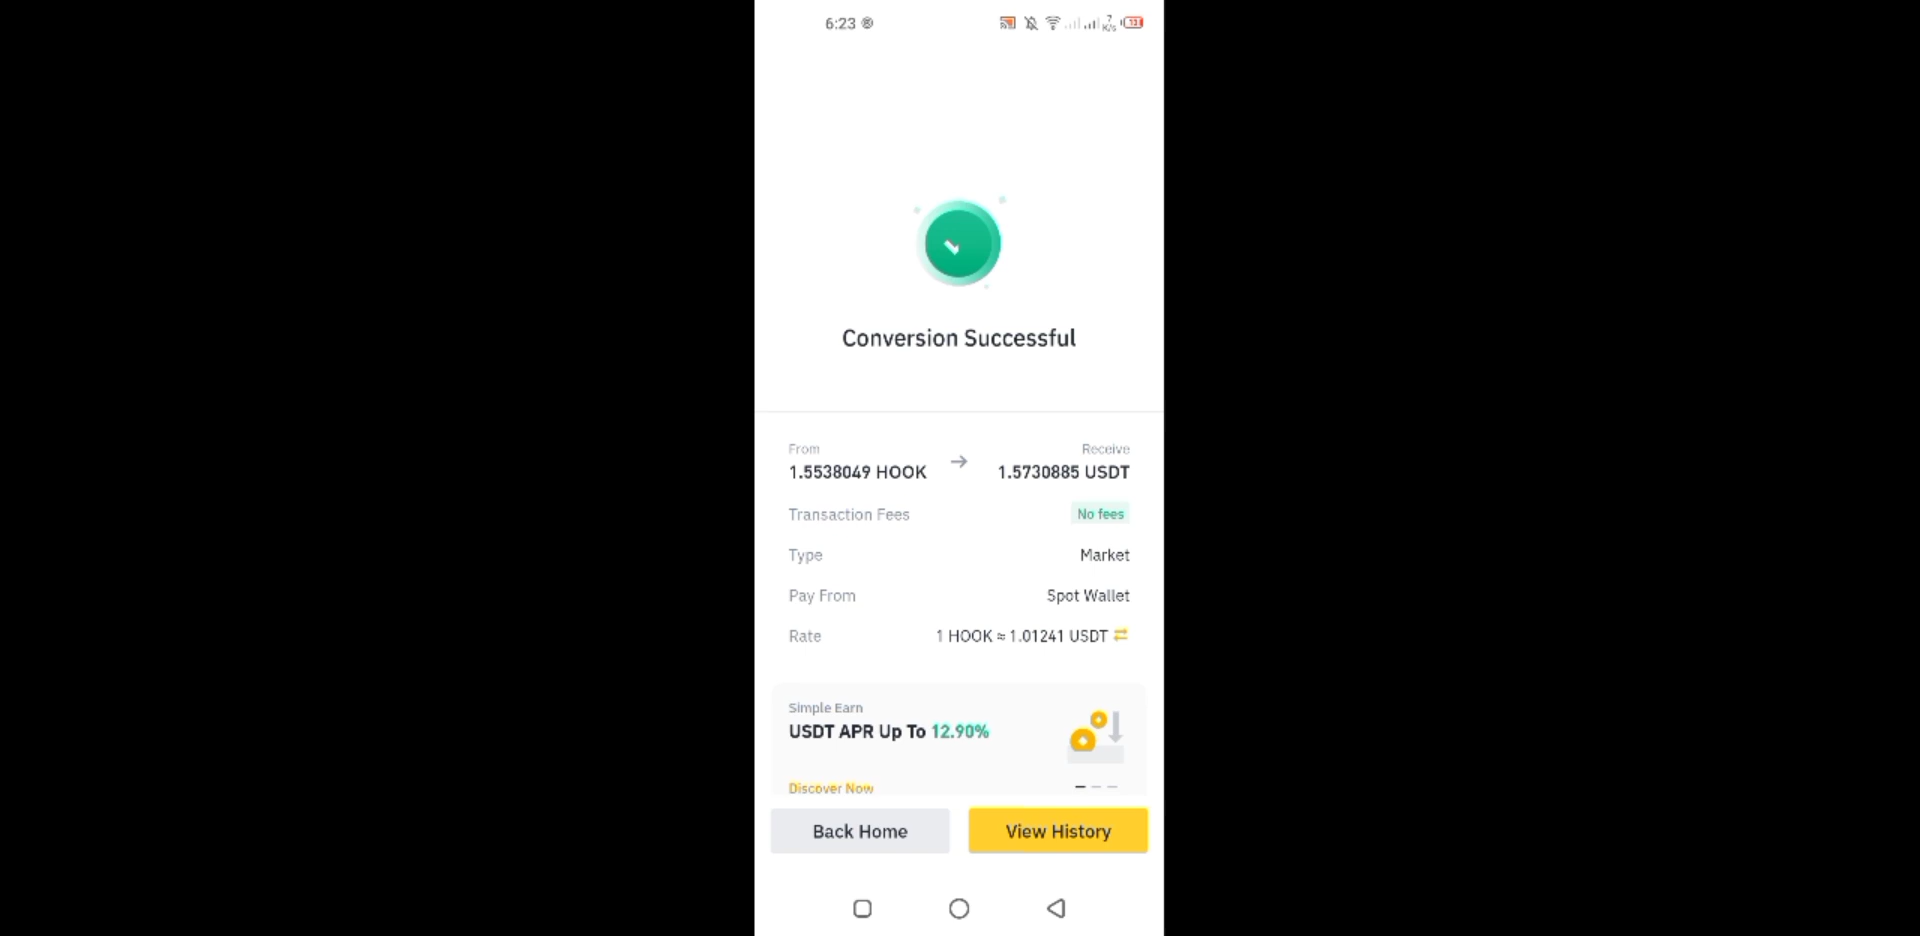 6:23
7
K/s
13
Conversion Successful
From
Receive
1.5538049 HOOK → 1.5730885 USDT
Transaction Fees
No fees
Type
Market
Pay From
Spot Wallet
Rate
1 HOOK ≈ 1.01241 USDT
Simple Earn
USDT APR Up To 12.90%
Discover Now
Back Home
View History